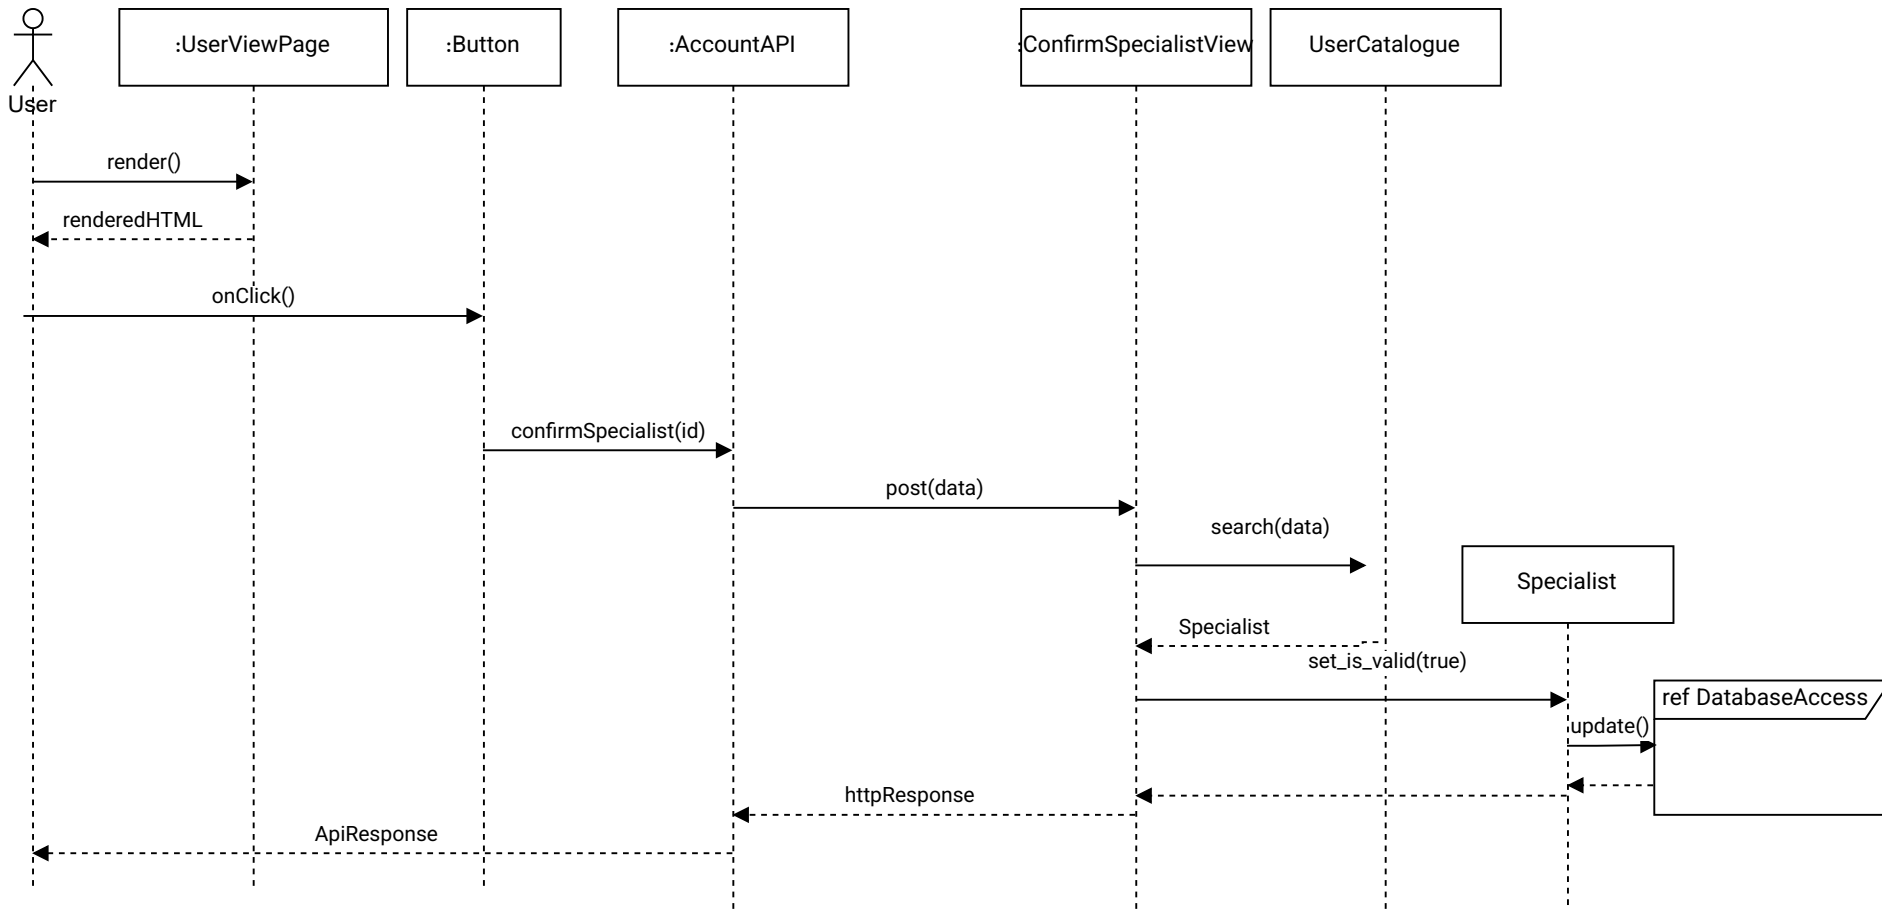 :UserViewPage
:Button
:AccountAPI
:ConfirmSpecialistView
UserCatalogue
User
render()
renderedHTML
onClick()
confirmSpecialist(id)
post(data)
search(data)
Specialist
Specialist
set_is_valid(true)
ref DatabaseAccess
update()
httpResponse
ApiResponse